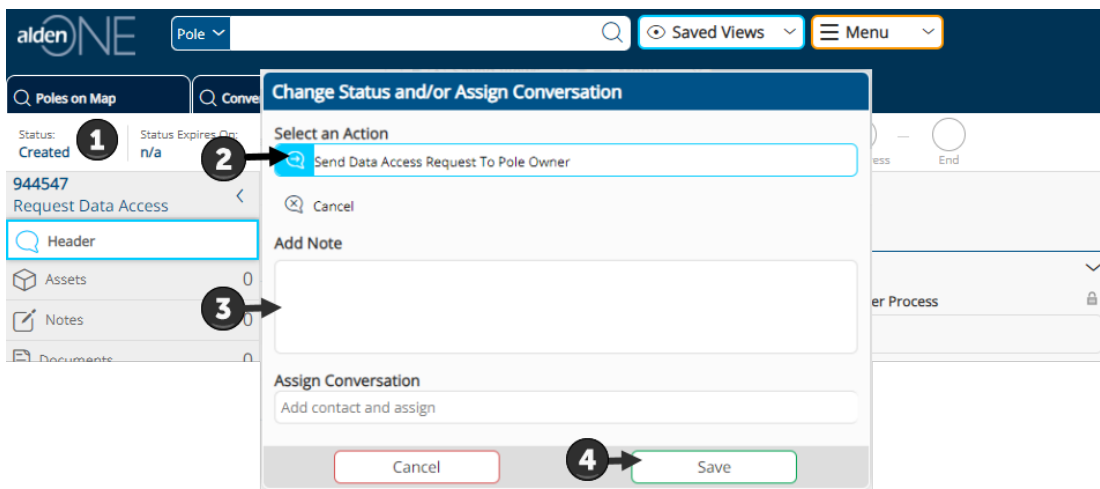 alden ONE
Pole
Saved Views
Menu
Poles on Map
Conve
Change Status and/or Assign Conversation
Status:
Created
1
Status Expires On:
n/a
2
Select an Action
Send Data Access Request To Pole Owner
Cancel
ess
End
944547
Request Data Access
Header
Assets 0
Notes 0
Documents 0
Add Note
3
er Process
Assign Conversation
Add contact and assign
Cancel
4
Save